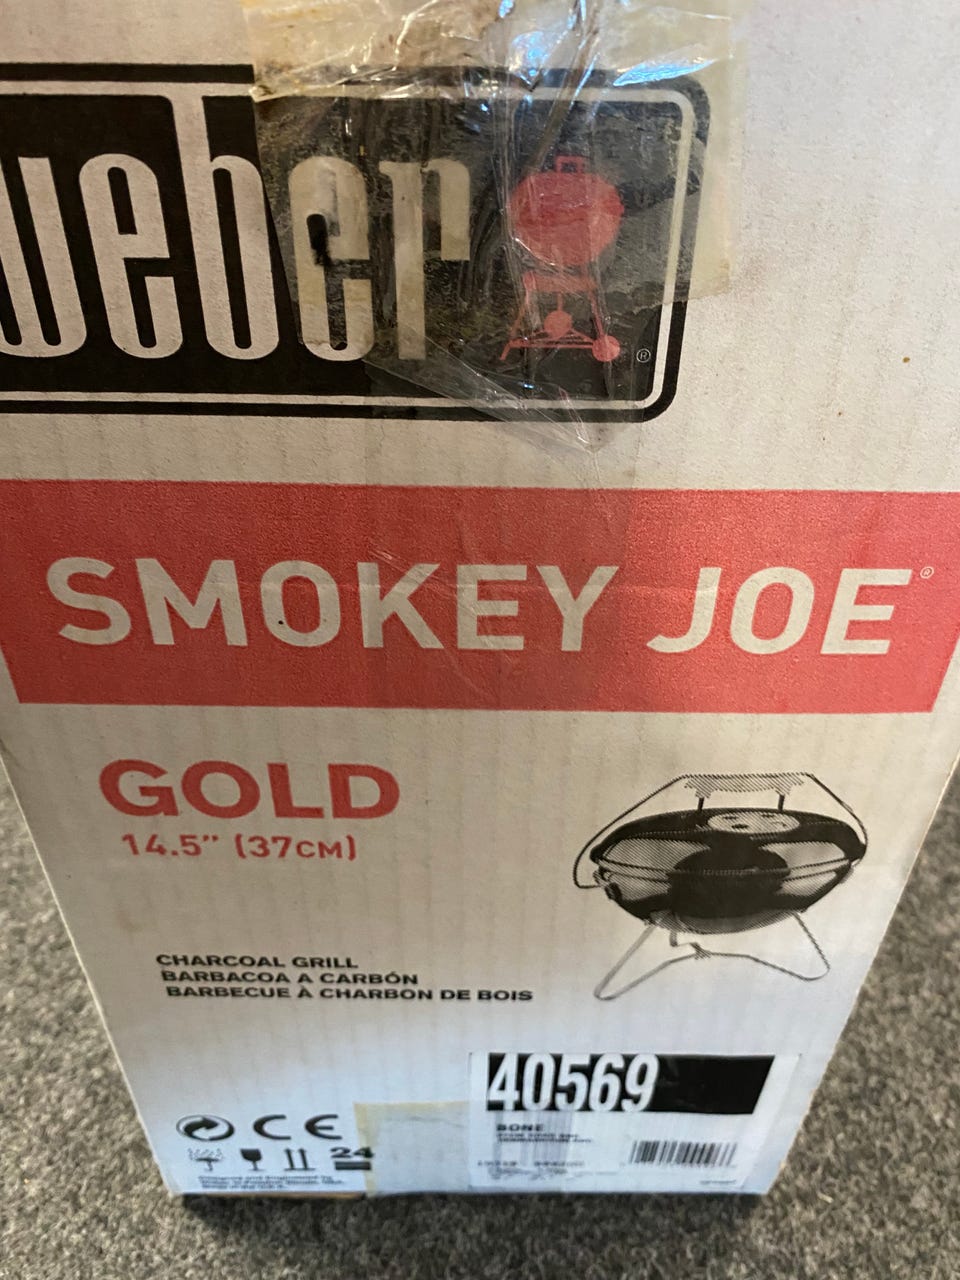 weber
®
SMOKEY JOE®
GOLD
14.5" (37CM)
CHARCOAL GRILL
BARBACOA A CARBÓN
BARBECUE À CHARBON DE BOIS
40569
BONE
CE
24